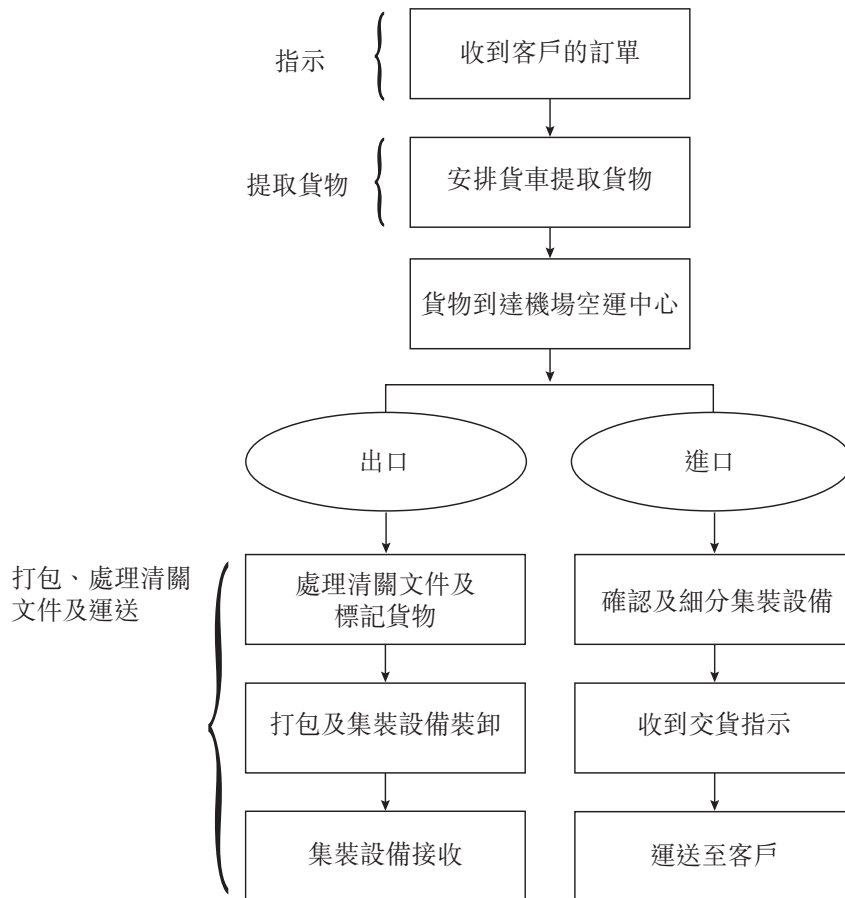 指示
收到客戶的訂單
提取貨物
安排貨車提取貨物
貨物到達機場空運中心
出口
進口
打包、處理清關
文件及運送
處理清關文件及
標記貨物
確認及細分集裝設備
打包及集裝設備裝卸
收到交貨指示
集裝設備接收
運送至客戶